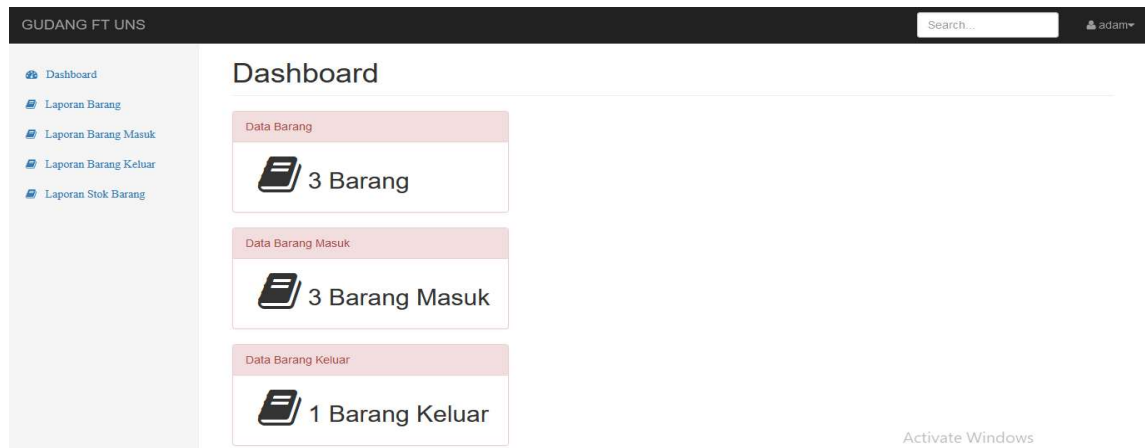 GUDANG FT UNS
Search...
adam
Dashboard
Laporan Barang
Laporan Barang Masuk
Laporan Barang Keluar
Laporan Stok Barang
Dashboard
Data Barang
3 Barang
Data Barang Masuk
3 Barang Masuk
Data Barang Keluar
1 Barang Keluar
Activate Windows